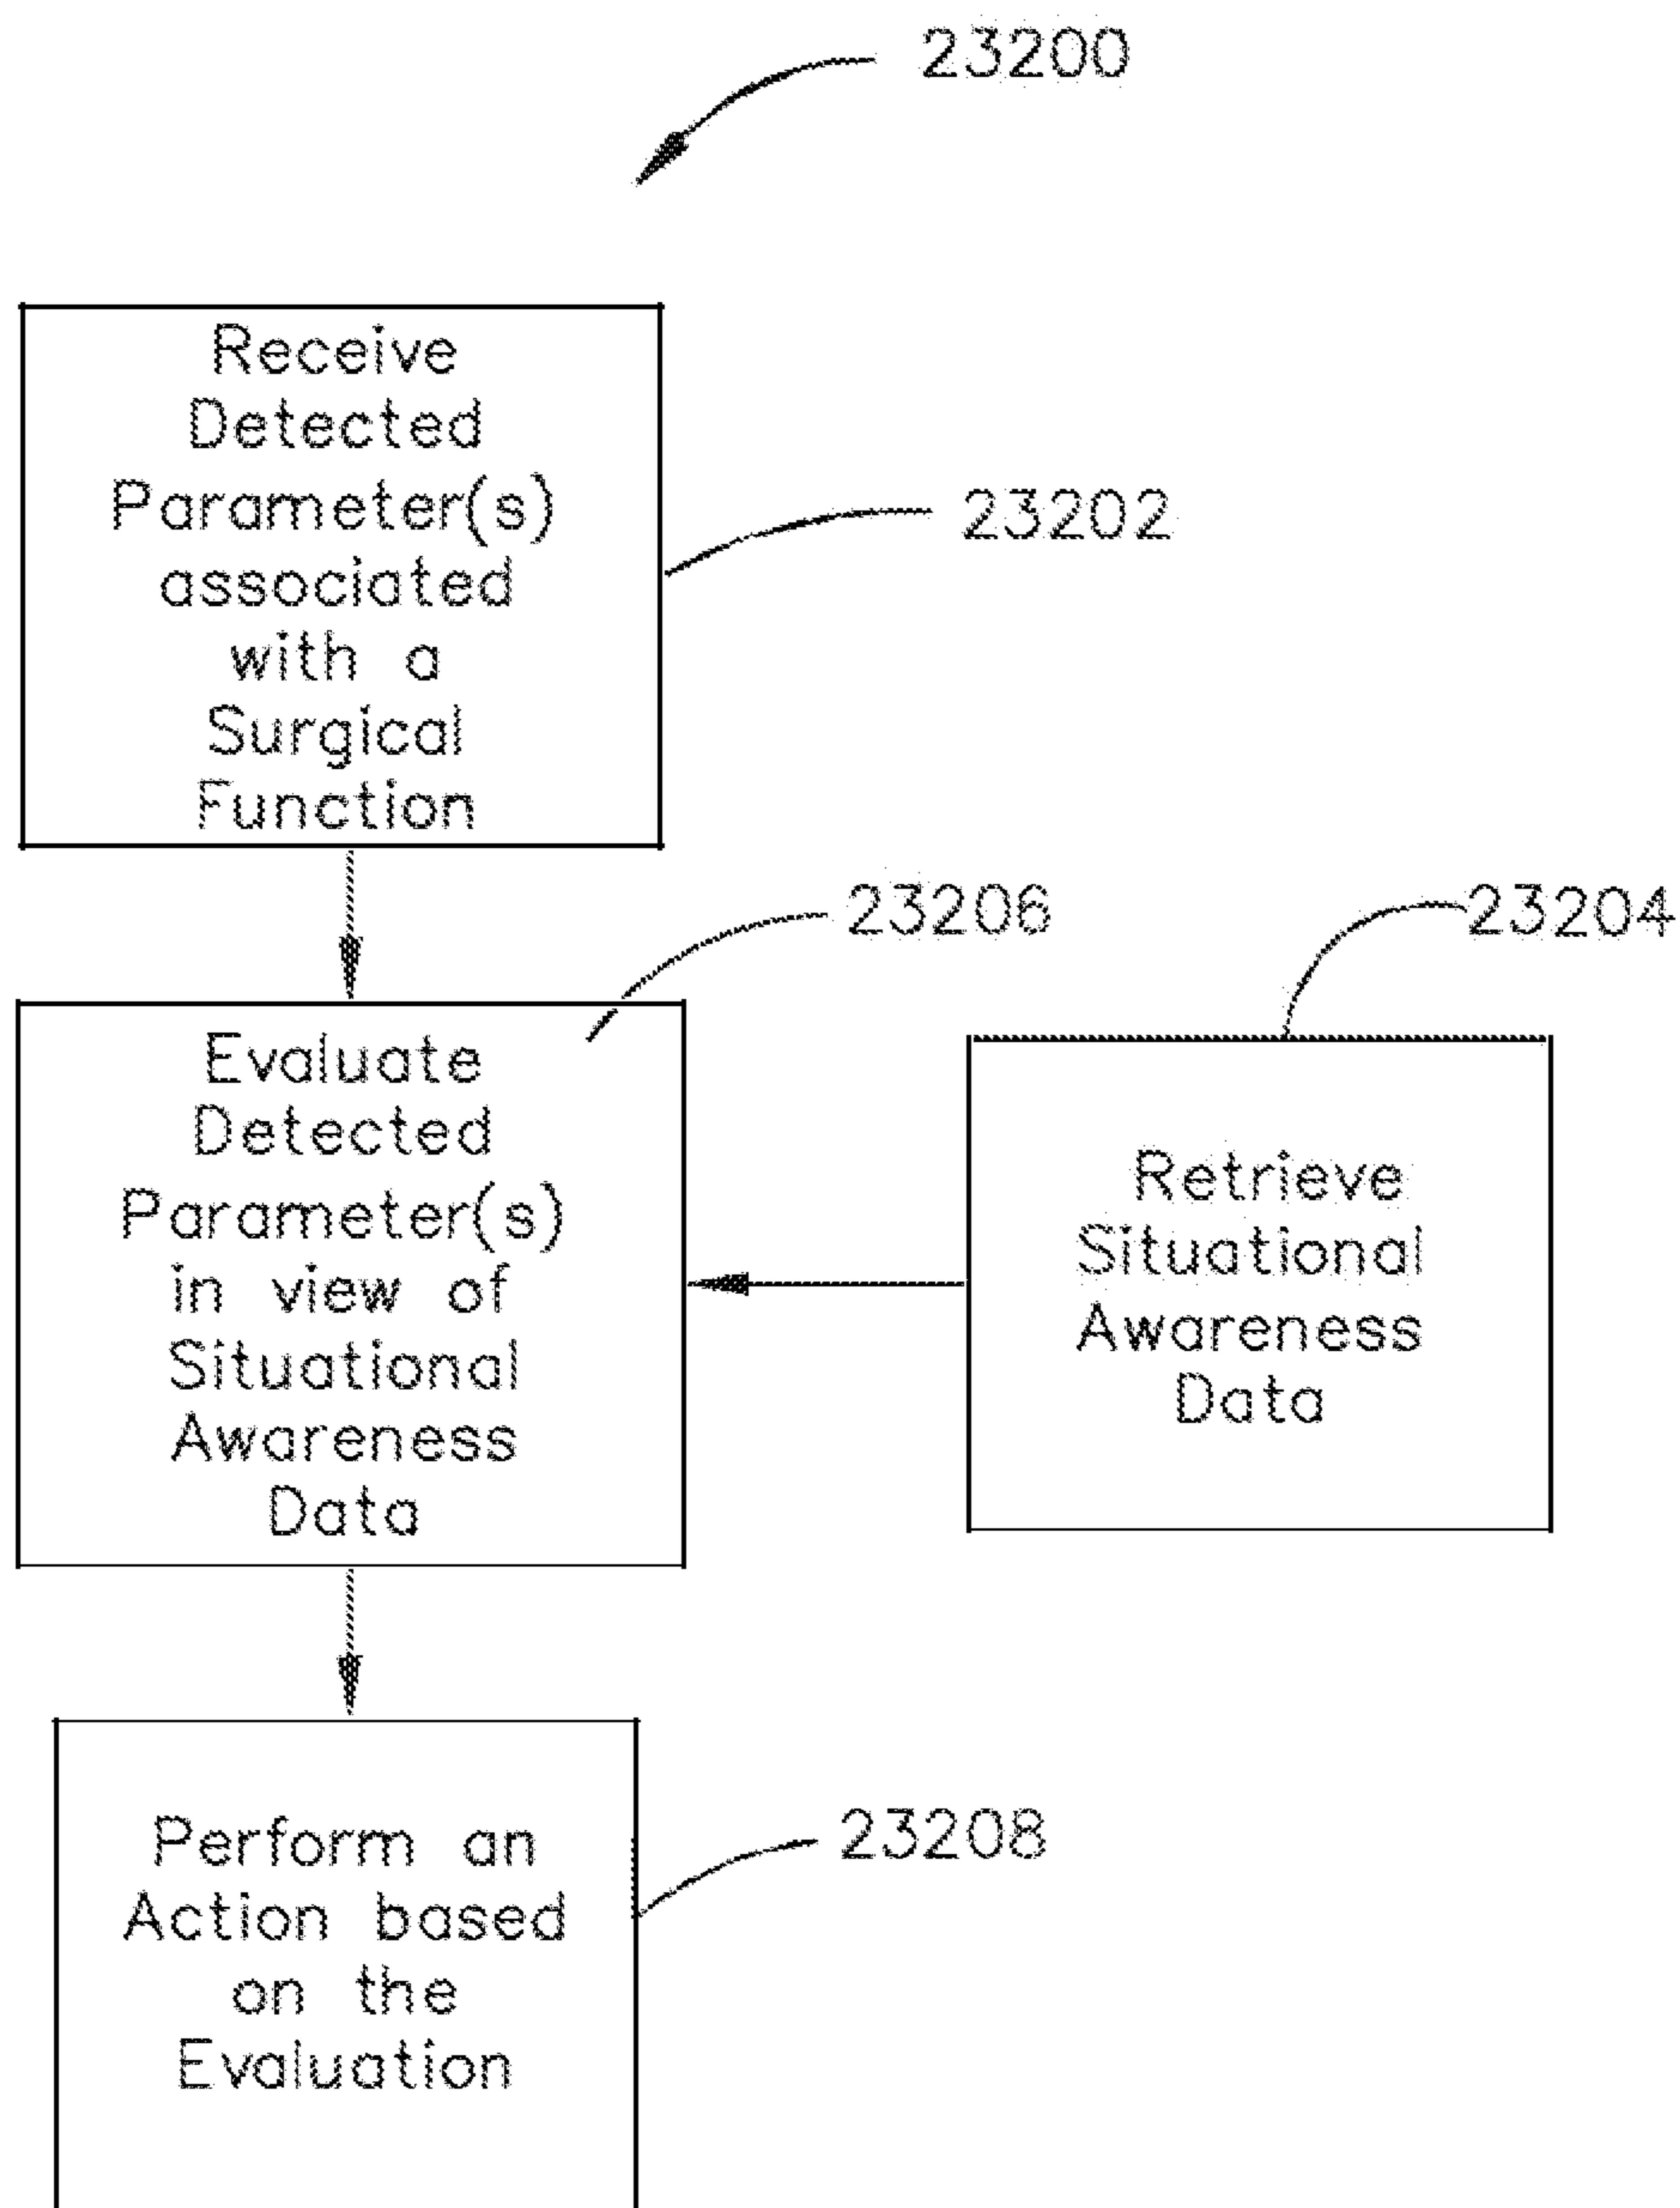 23200
Receive
Detected
Parameter(s)
associated
with a
Surgical
Function
23202
23206
23204
Evaluate
Detected
Parameter(s)
in view of
Situational
Awareness
Data
Retrieve
Situational
Awareness
Data
Perform an
Action based
on the
Evaluation
23208